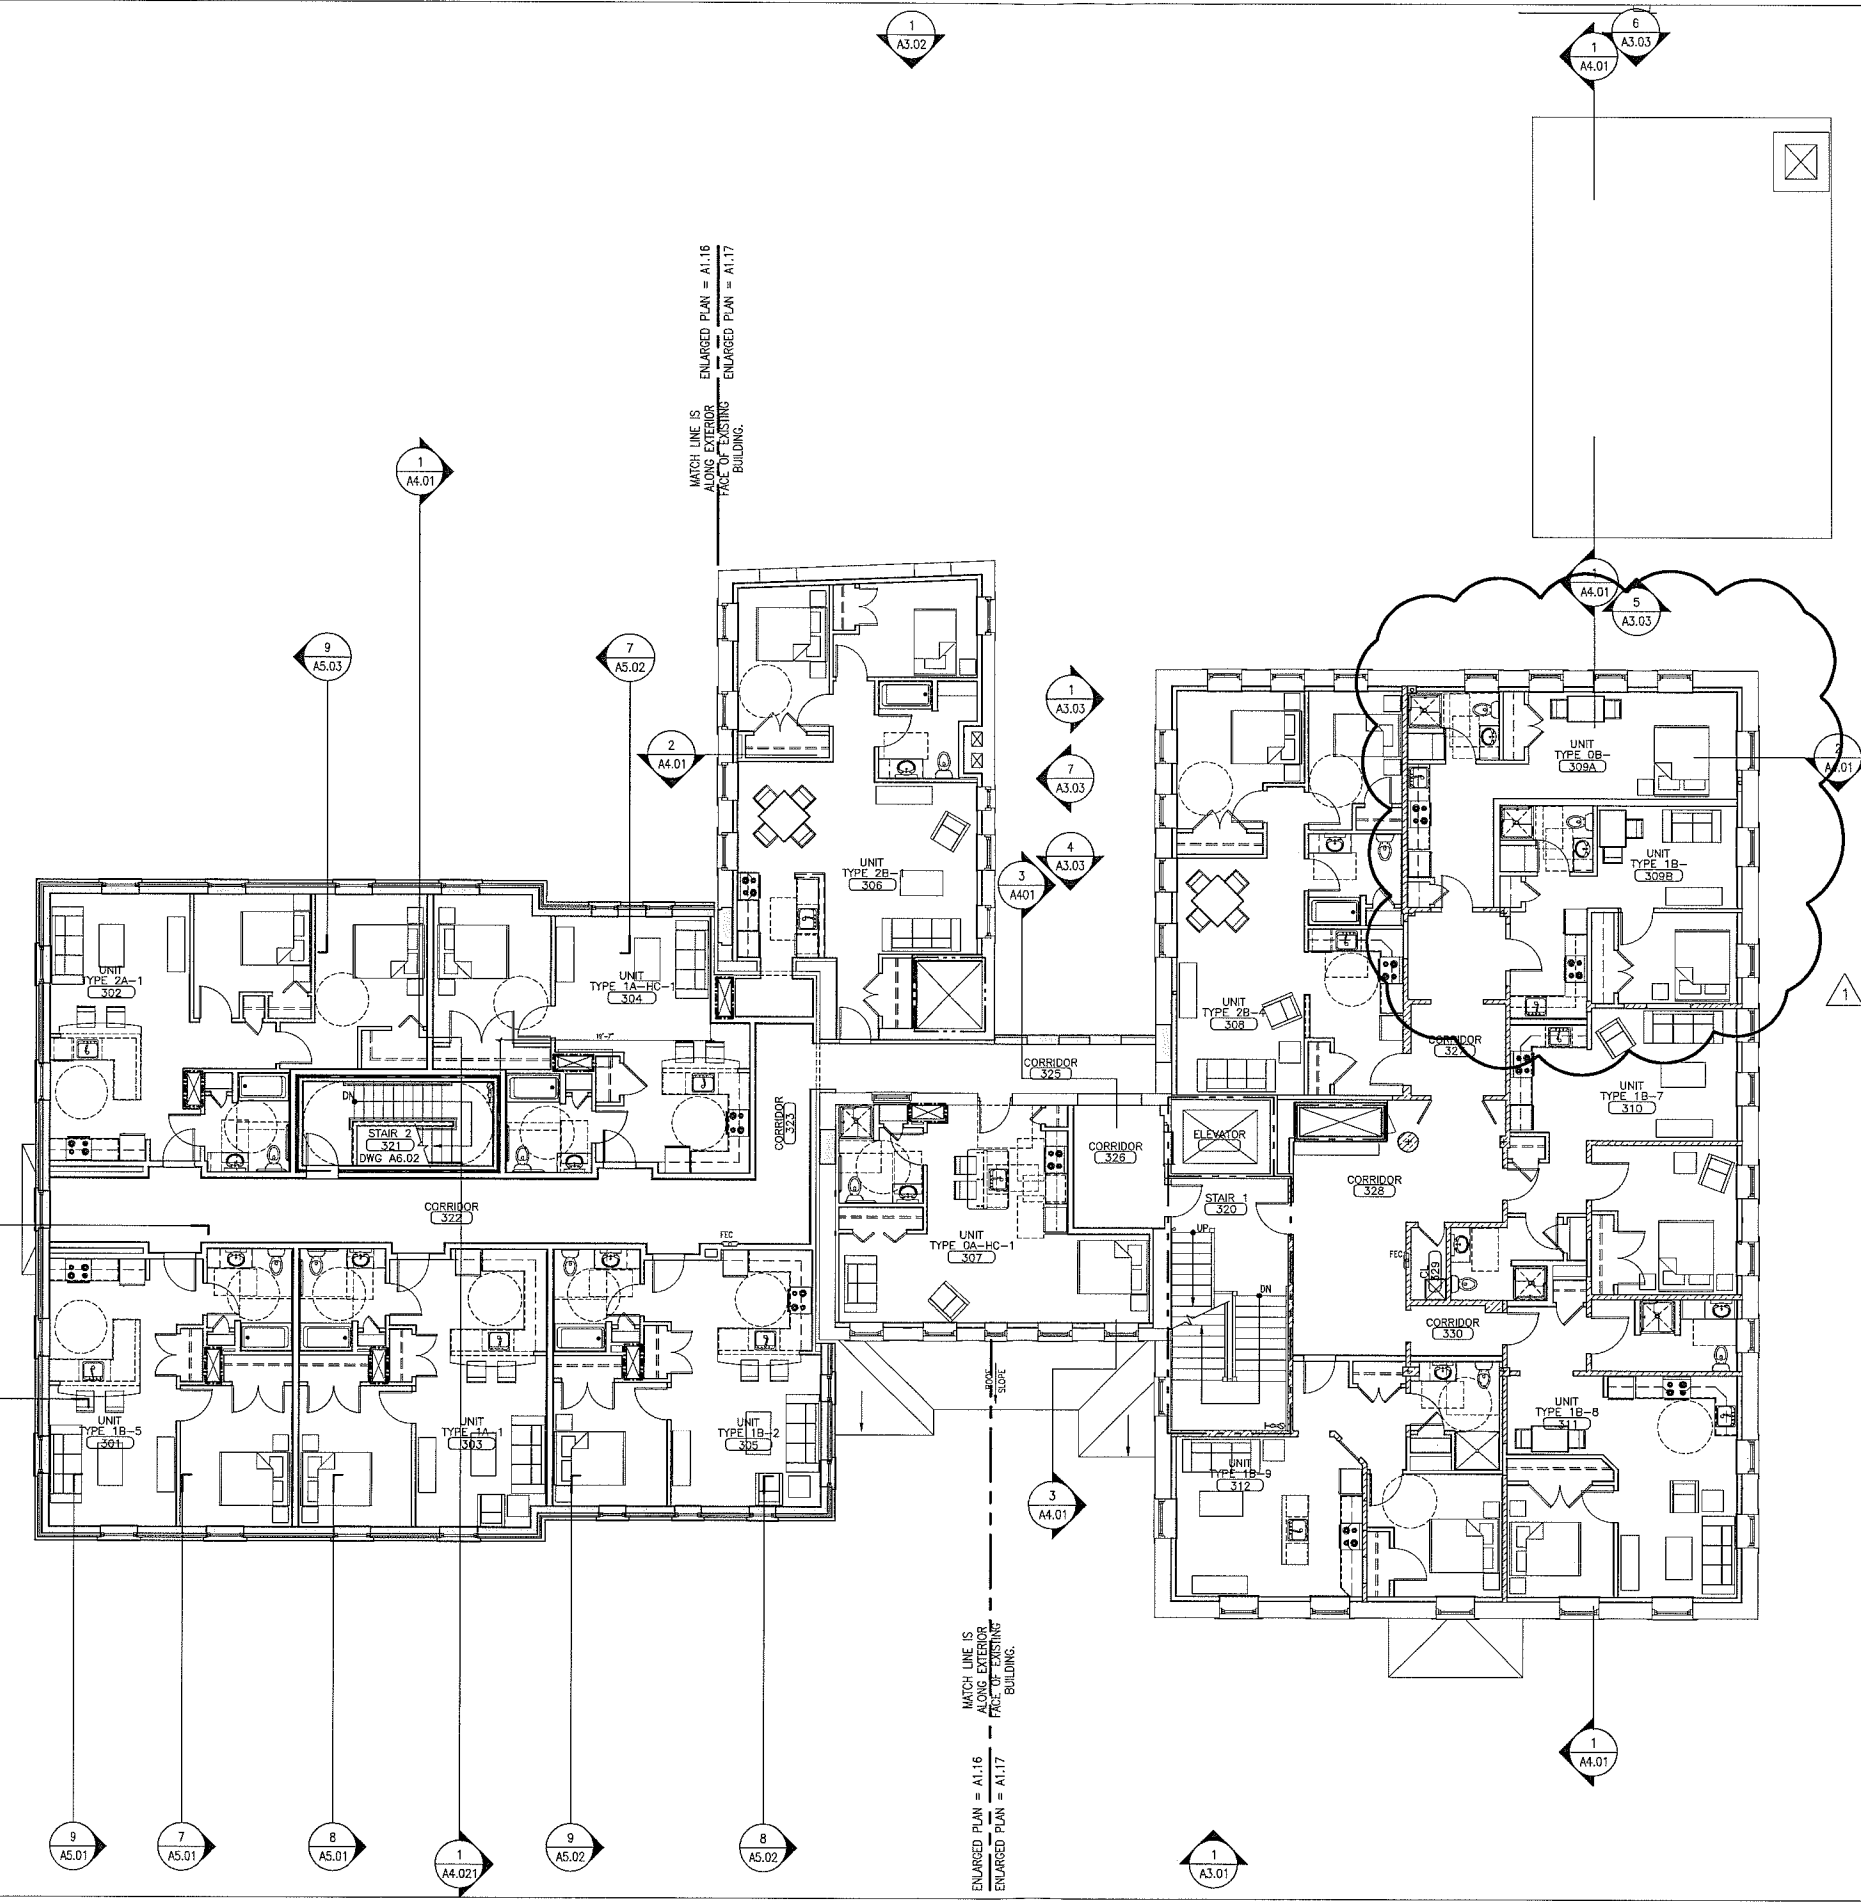 1
A3.02
6
A3.03
1
A4.01
ENLARGED PLAN = A1.16
ENLARGED PLAN = A1.17
MATCH LINE IS
ALONG EXTERIOR
FACE OF EXISTING
BUILDING.
1
A4.01
1
A4.01
5
A3.03
9
A5.03
7
A5.02
1
A3.03
2
A4.01
7
A3.03
2
A4.01
4
A3.03
3
A401
UNIT
TYPE 0B-
309A
UNIT
TYPE 1B-
309B
UNIT
TYPE 2B-1
306
UNIT
TYPE 2A-1
302
UNIT
TYPE 1A-HC-1
304
UNIT
TYPE 2B-4
308
1
CORRIDOR
327
CORRIDOR
325
UNIT
TYPE 1B-7
310
DN
STAIR 2
321
DWG A6.02
CORRIDOR
323
ELEVATOR
CORRIDOR
326
CORRIDOR
328
STAIR 1
320
UP
DN
CORRIDOR
322
FEC
UNIT
TYPE 0A-HC-1
307
FEC
CL
329
CORRIDOR
330
ROOF
SLOPE
UNIT
TYPE 1B-5
301
UNIT
TYPE 1A-1
303
UNIT
TYPE 1B-2
305
UNIT
TYPE 1B-8
311
UNIT
TYPE 1B-9
312
3
A4.01
MATCH LINE IS
ALONG EXTERIOR
FACE OF EXISTING
BUILDING.
ENLARGED PLAN = A1.16
ENLARGED PLAN = A1.17
1
A4.01
9
A5.01
7
A5.01
8
A5.01
1
A4.021
9
A5.02
8
A5.02
1
A3.01